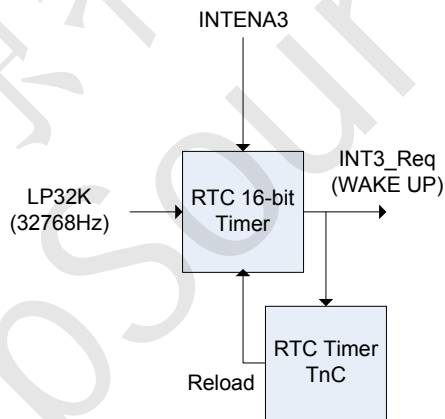 INTENA3
LP32K
(32768Hz)
RTC 16-bit
Timer
INT3_Req
(WAKE UP)
RTC Timer
TnC
Reload